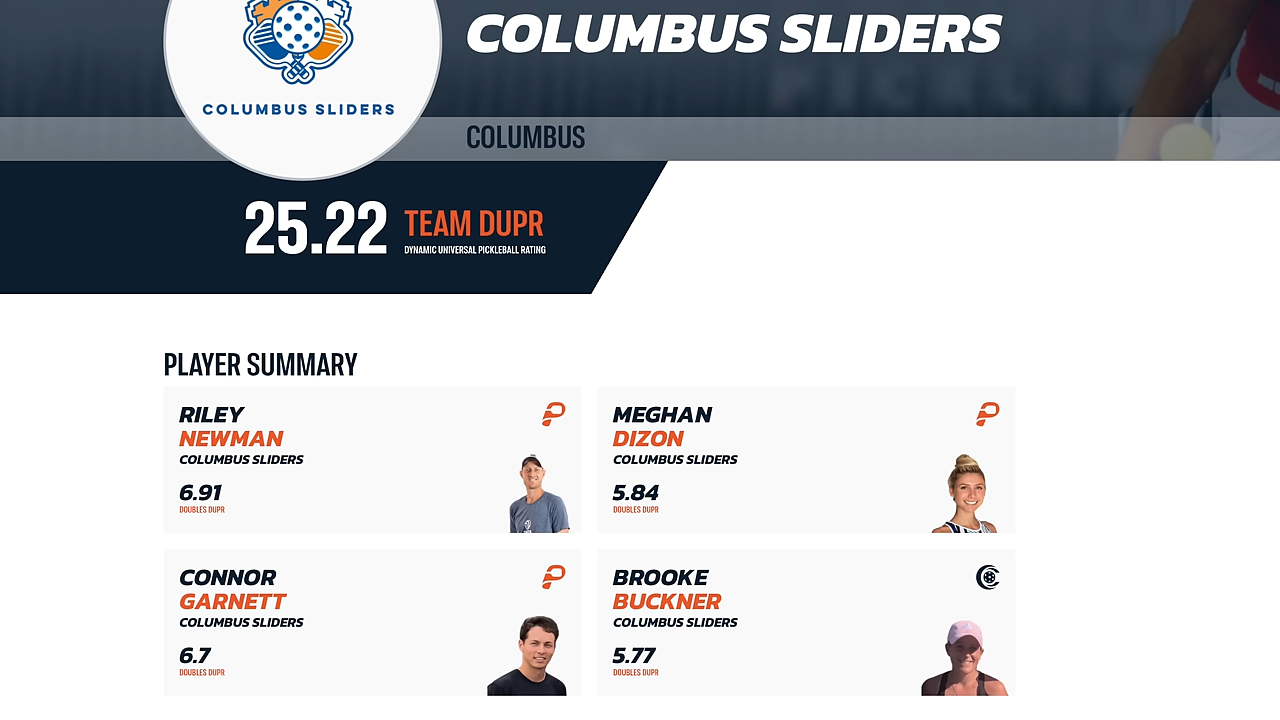 COLUMBUS SLIDERS
COLUMBUS SLIDERS
COLUMBUS
25.22
TEAM DUPR
DYNAMIC UNIVERSAL PICKLEBALL RATING
PLAYER SUMMARY
RILEY
NEWMAN
COLUMBUS SLIDERS
6.91
DOUBLES DUPR
MEGHAN
DIZON
COLUMBUS SLIDERS
5.84
DOUBLES DUPR
CONNOR
GARNETT
COLUMBUS SLIDERS
6.7
DOUBLES DUPR
BROOKE
BUCKNER
COLUMBUS SLIDERS
5.77
DOUBLES DUPR